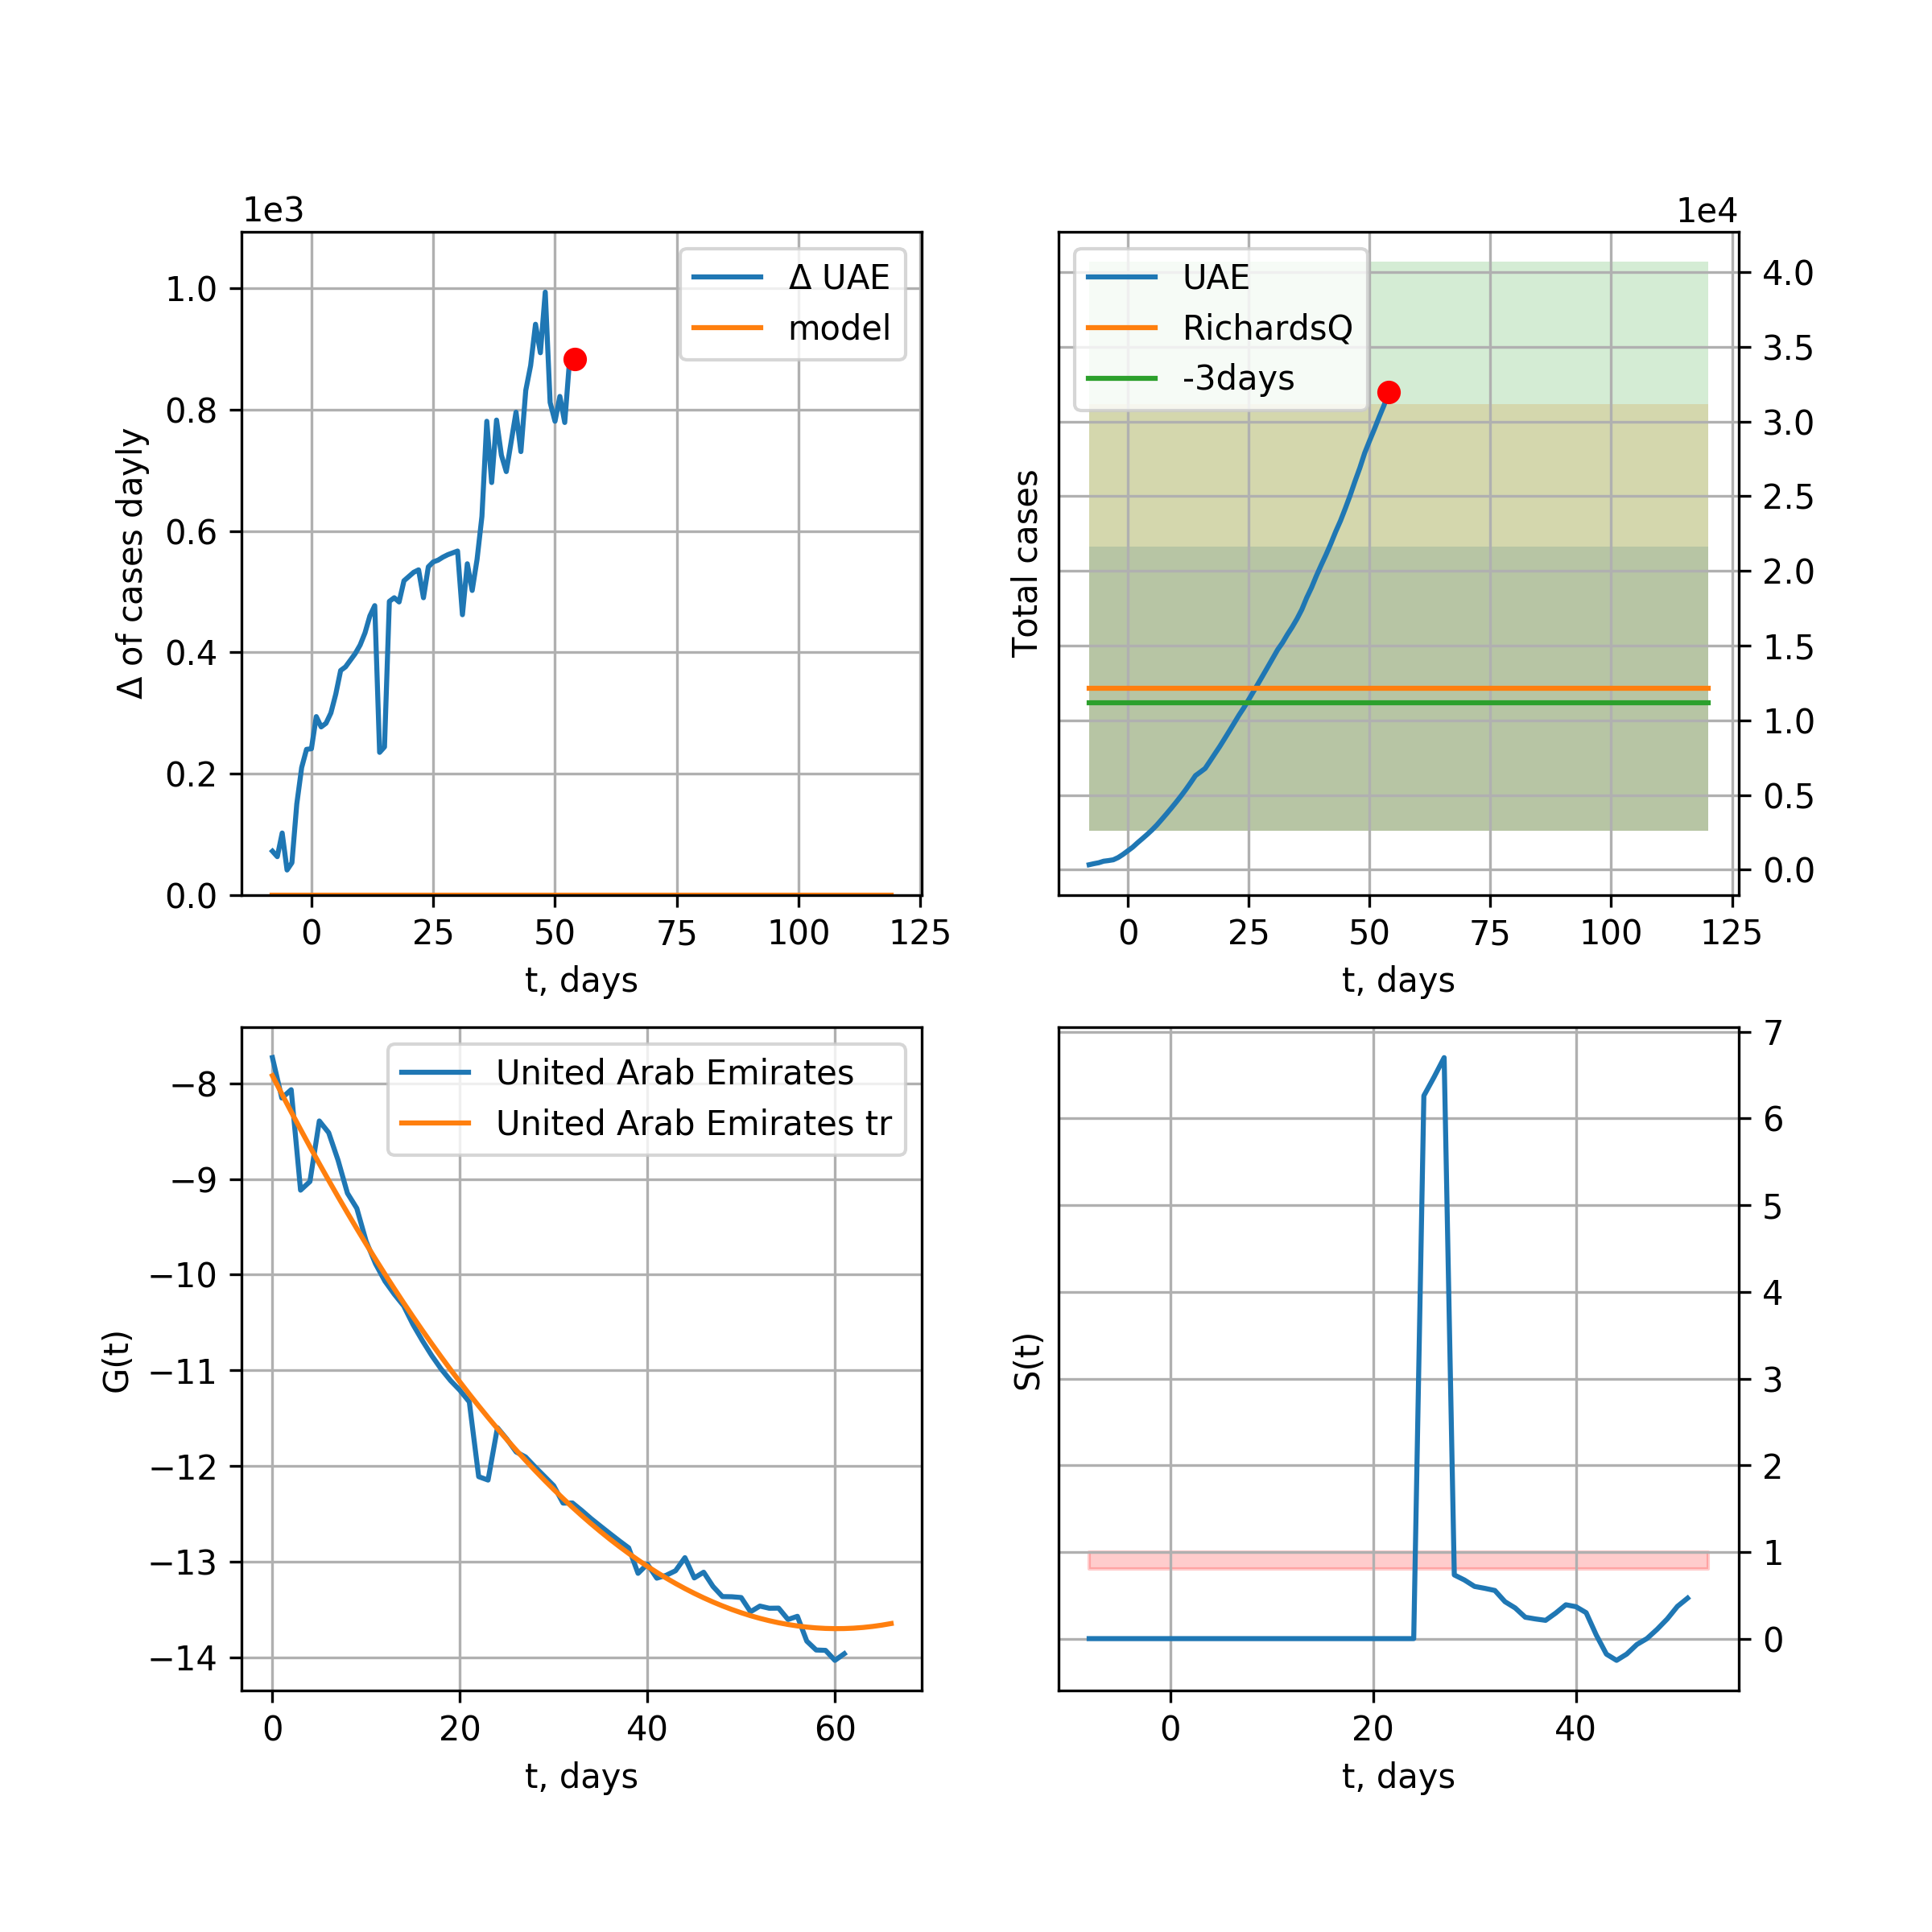 1e3
Δ UAE
model
1.0
0.8
0.6
0.4
0.2
0.0
Δ of cases dayly
0 25 50 75 100 125
t, days
1e4
UAE
RichardsQ
-3days
4.0
3.5
3.0
2.5
2.0
1.5
1.0
0.5
0.0
Total cases
0 25 50 75 100 125
t, days
United Arab Emirates
United Arab Emirates tr
−8
−9
−10
−11
−12
−13
−14
G(t)
0 20 40 60
t, days
7
6
5
4
3
2
1
0
S(t)
0 20 40
t, days